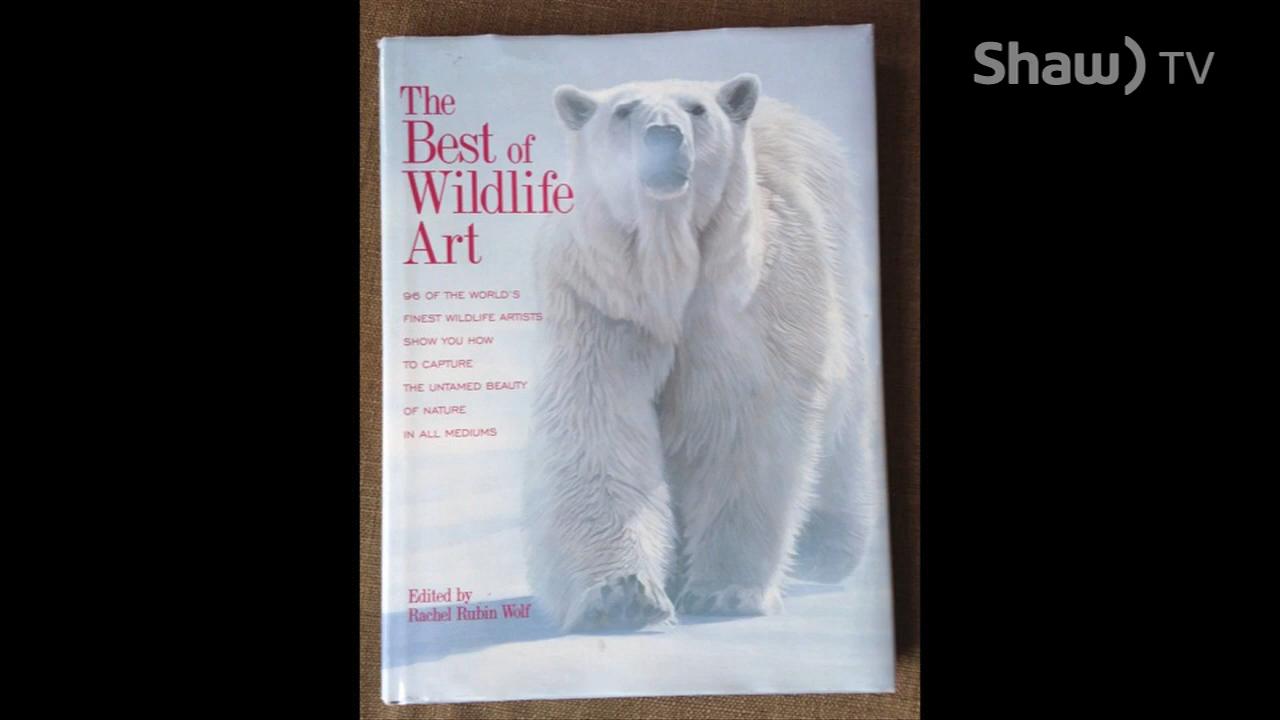 The
Best of
Wildlife
Art
96 OF THE WORLD'S
FINEST WILDLIFE ARTISTS
SHOW YOU HOW
TO CAPTURE
THE UNTAMED BEAUTY
OF NATURE
IN ALL MEDIUMS
Edited by
Rachel Rubin Wolf
Shaw) TV